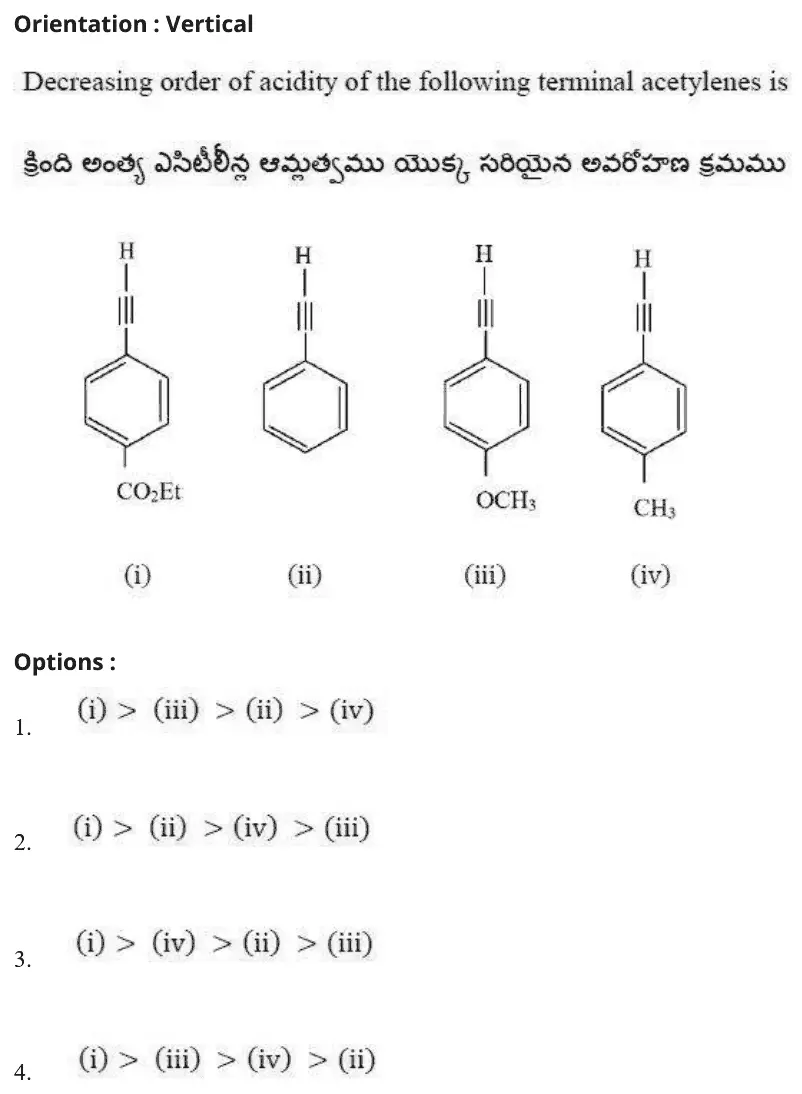 Orientation : Vertical
Decreasing order of acidity of the following terminal acetylenes is
క్రింది అంత్య ఎసిటీలీన్ల ఆమ్లత్వము యొక్క సరియైన అవరోహణ క్రమము
H H H H
CO₂Et OCH₃ CH₃
(i) (ii) (iii) (iv)
Options :
1. (i) > (iii) > (ii) > (iv)
2. (i) > (ii) > (iv) > (iii)
3. (i) > (iv) > (ii) > (iii)
4. (i) > (iii) > (iv) > (ii)